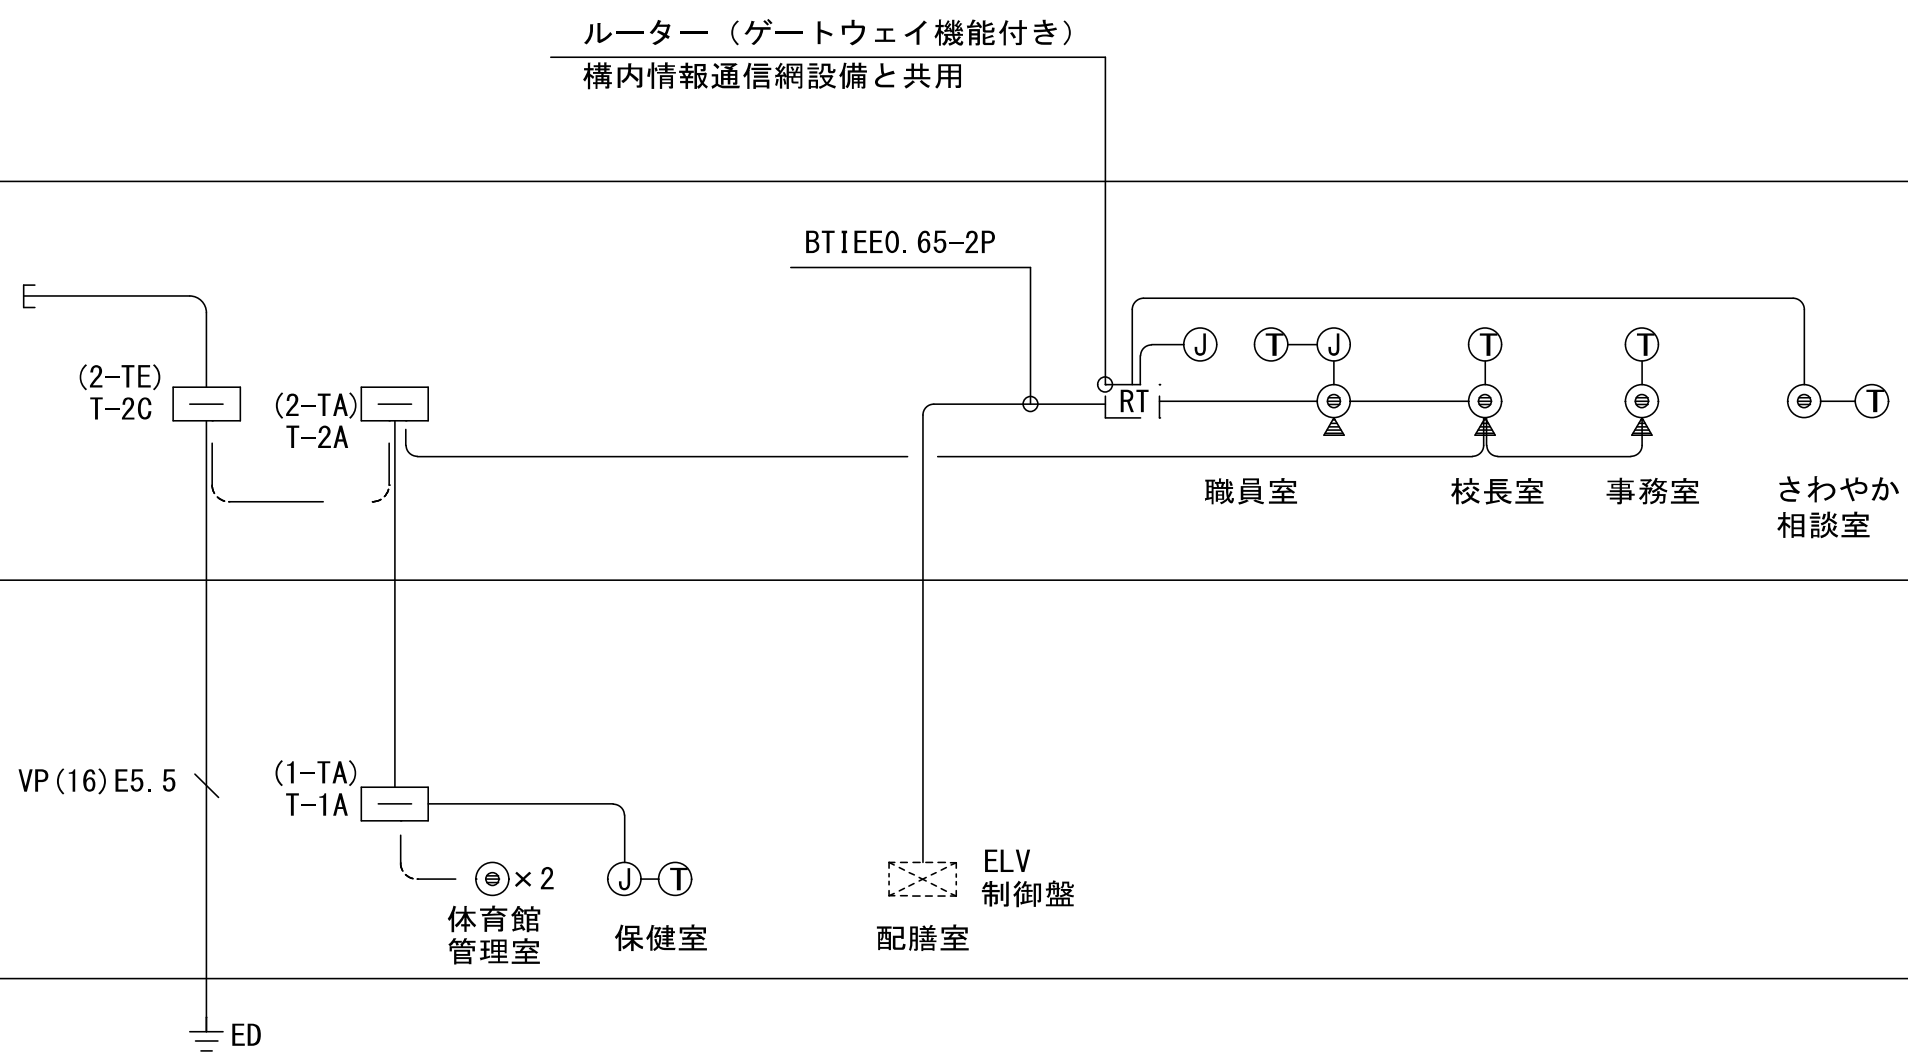 ルーター（ゲートウェイ機能付き）
構内情報通信網設備と共用
BTIEE0.65-2P
J
T
J
T
T
(2-TE)
T-2C
(2-TA)
T-2A
RT
T
職員室
校長室
事務室
さわやか
相談室
VP(16)E5.5
(1-TA)
T-1A
×2
J
T
ELV
制御盤
体育館
管理室
保健室
配膳室
ED